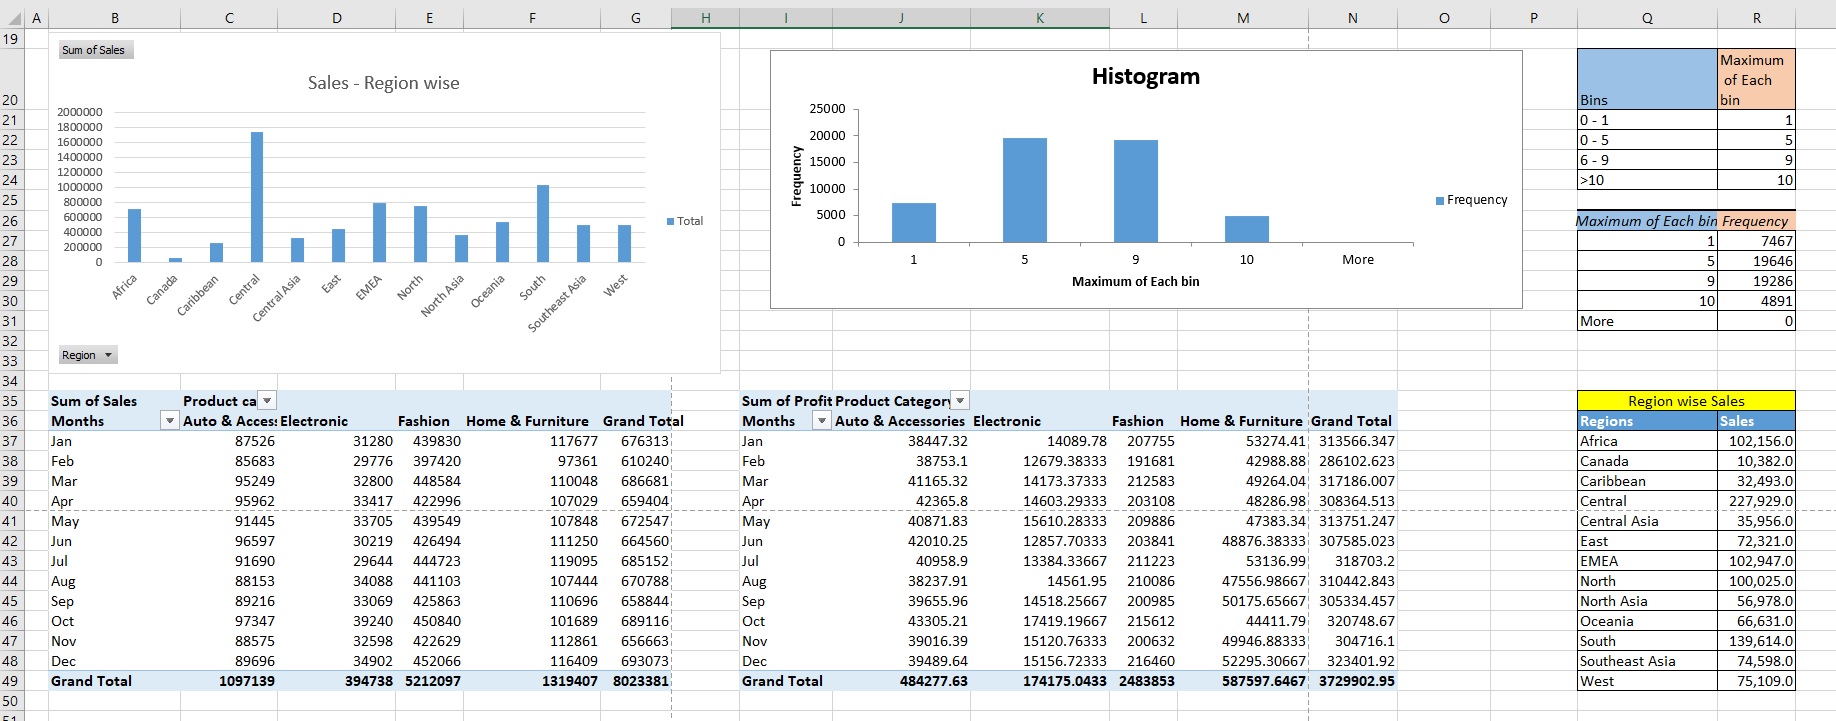 A B C D E F G H I J K L M N O P Q R
19
Sum of Sales
Sales - Region wise
2000000
1800000
1600000
1400000
1200000
1000000
800000
600000
400000
200000
0
Africa Canada Caribbean Central Central Asia East EMEA North North Asia Oceania South Southeast Asia West
Total
Region
Histogram
Frequency
25000
20000
15000
10000
5000
0
1 5 9 10 More
Maximum of Each bin
Frequency
20 Bins Maximum of Each bin
21 0 - 1 1
22 0 - 5 5
23 6 - 9 9
24 >10 10
25
26 Maximum of Each bin Frequency
27 1 7467
28 5 19646
29 9 19286
30 10 4891
31 More 0
32
33
34
35 Sum of Sales Product ca Sum of Profit Product Category Region wise Sales
36 Months Auto & Acces Electronic Fashion Home & Furniture Grand Total Months Auto & Accessories Electronic Fashion Home & Furniture Grand Total Regions Sales
37 Jan 87526 31280 439830 117677 676313 Jan 38447.32 14089.78 207755 53274.41 313566.347 Africa 102,156.0
38 Feb 85683 29776 397420 97361 610240 Feb 38753.1 12679.38333 191681 42988.88 286102.623 Canada 10,382.0
39 Mar 95249 32800 448584 110048 686681 Mar 41165.32 14173.37333 212583 49264.04 317186.007 Caribbean 32,493.0
40 Apr 95962 33417 422996 107029 659404 Apr 42365.8 14603.29333 203108 48286.98 308364.513 Central 227,929.0
41 May 91445 33705 439549 107848 672547 May 40871.83 15610.28333 209886 47383.34 313751.247 Central Asia 35,956.0
42 Jun 96597 30219 426494 111250 664560 Jun 42010.25 12857.70333 203841 48876.38333 307585.023 East 72,321.0
43 Jul 91690 29644 444723 119095 685152 Jul 40958.9 13384.33667 211223 53136.99 318703.2 EMEA 102,947.0
44 Aug 88153 34088 441103 107444 670788 Aug 38237.91 14561.95 210086 47556.98667 310442.843 North 100,025.0
45 Sep 89216 33069 425863 110696 658844 Sep 39655.96 14518.25667 200985 50175.65667 305334.457 North Asia 56,978.0
46 Oct 97347 39240 450840 101689 689116 Oct 43305.21 17419.19667 215612 44411.79 320748.67 Oceania 66,631.0
47 Nov 88575 32598 422629 112861 656663 Nov 39016.39 15120.76333 200632 49946.88333 304716.1 South 139,614.0
48 Dec 89696 34902 452066 116409 693073 Dec 39489.64 15156.72333 216460 52295.30667 323401.92 Southeast Asia 74,598.0
49 Grand Total 1097139 394738 5212097 1319407 8023381 Grand Total 484277.63 174175.0433 2483853 587597.6467 3729902.95 West 75,109.0
50